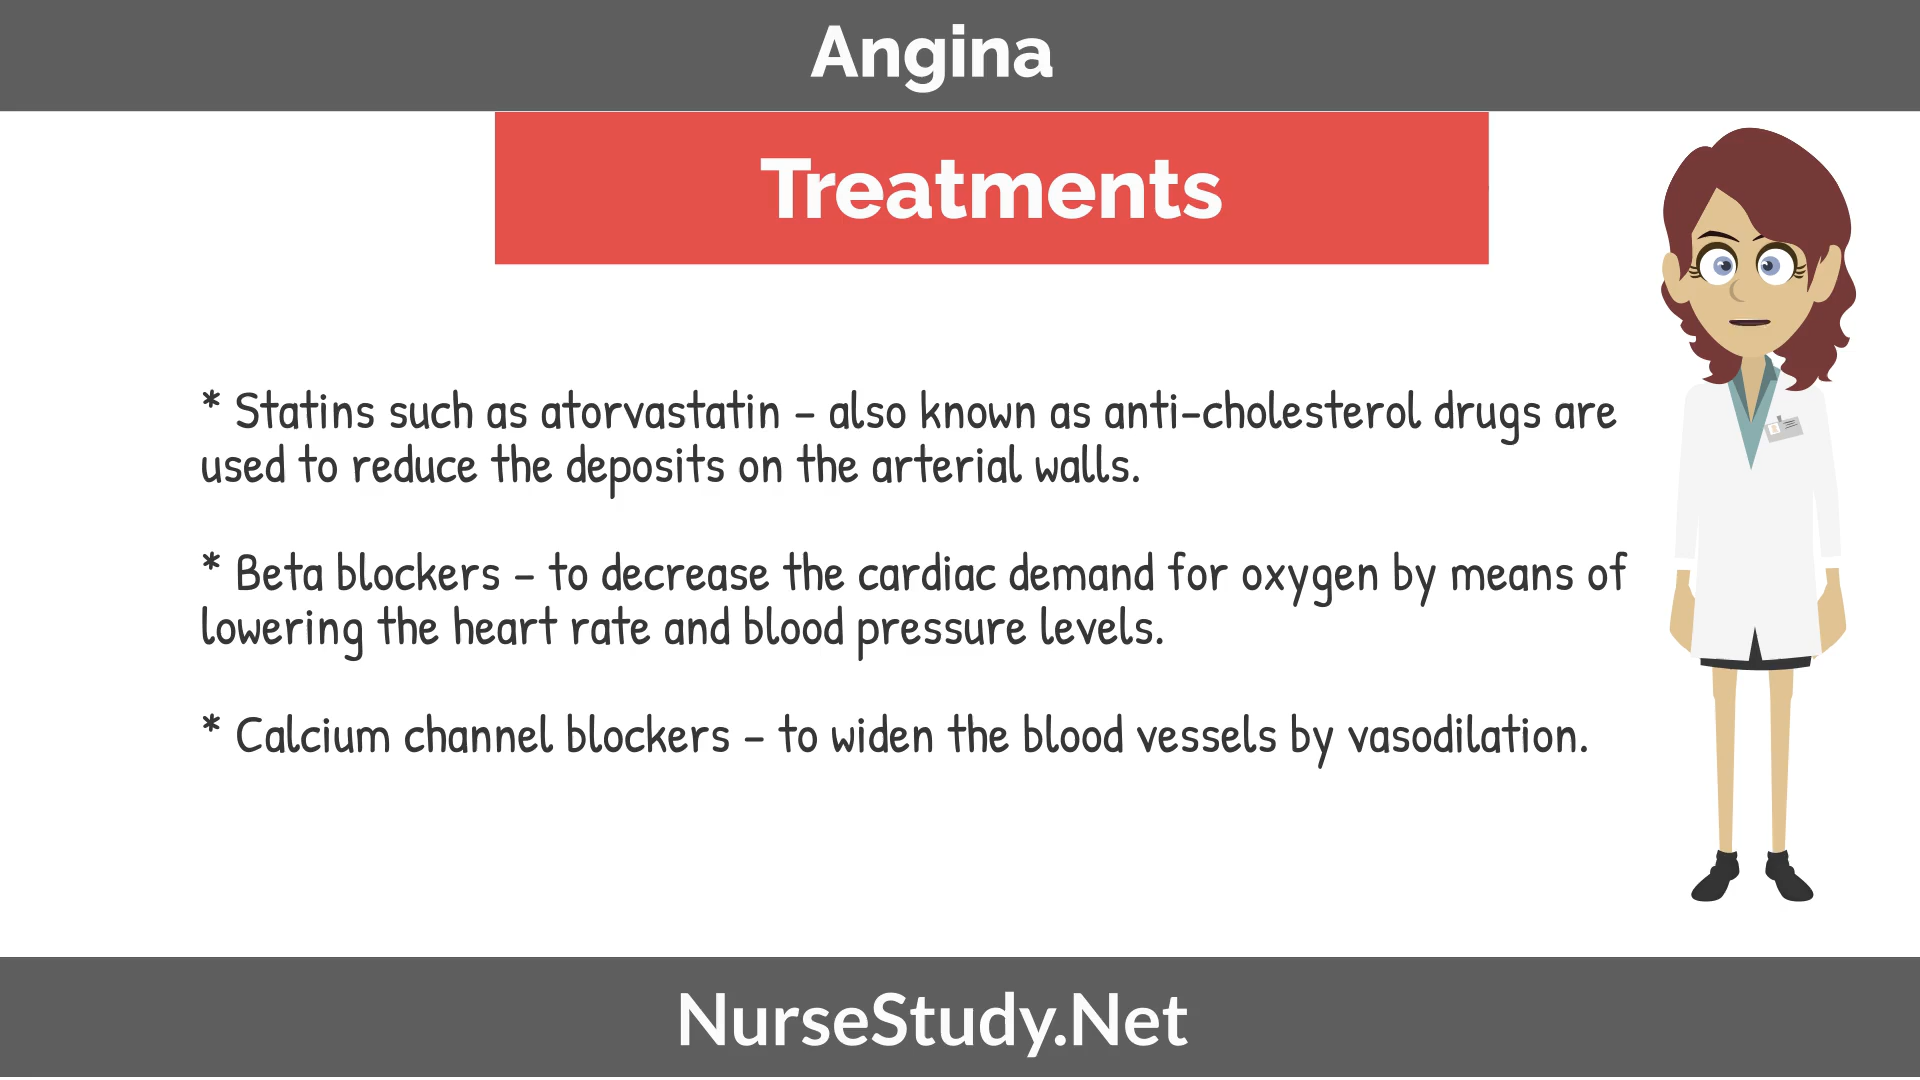 Angina
Treatments
* Statins such as atorvastatin – also known as anti-cholesterol drugs are
used to reduce the deposits on the arterial walls.
* Beta blockers – to decrease the cardiac demand for oxygen by means of
lowering the heart rate and blood pressure levels.
* Calcium channel blockers – to widen the blood vessels by vasodilation.
NurseStudy.Net